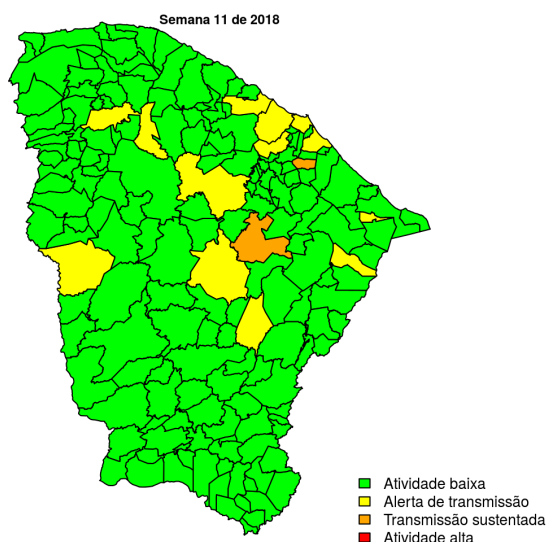 Semana 11 de 2018
Atividade baixa
Alerta de transmissão
Transmissão sustentada
Atividade alta